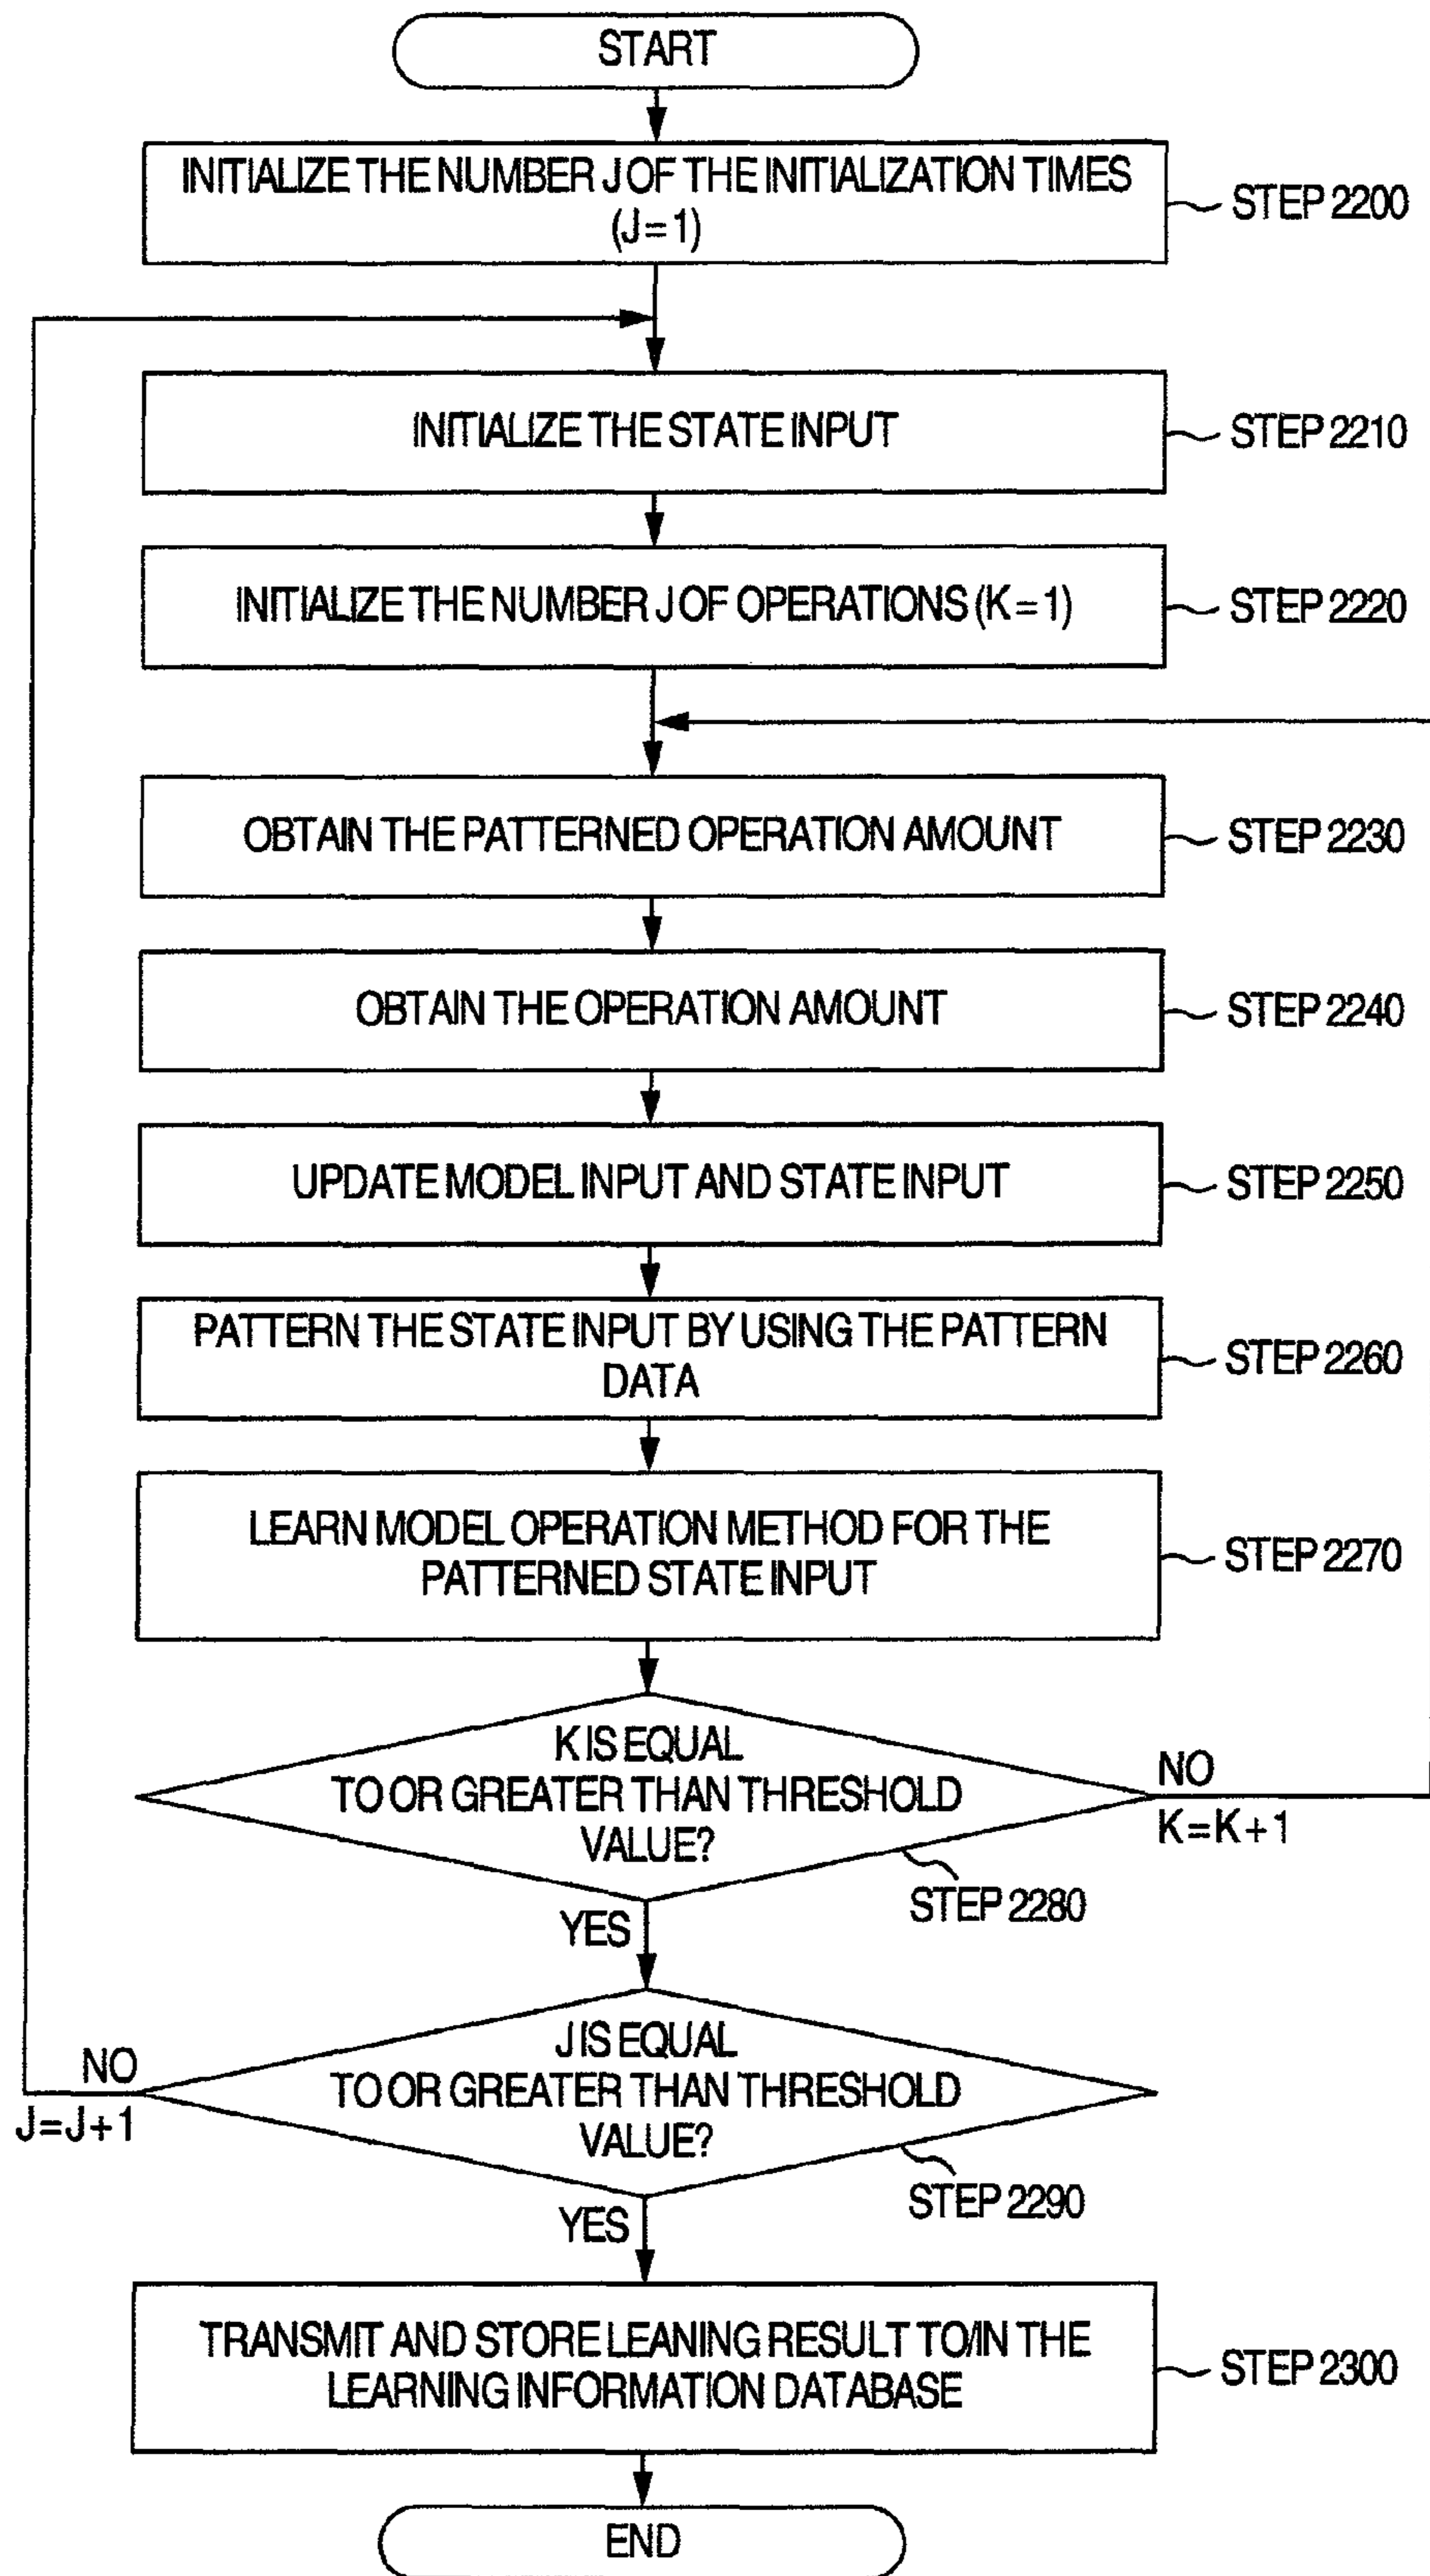 START
INITIALIZE THE NUMBER J OF THE INITIALIZATION TIMES
(J=1)
STEP 2200
INITIALIZE THE STATE INPUT
STEP 2210
INITIALIZE THE NUMBER J OF OPERATIONS (K=1)
STEP 2220
OBTAIN THE PATTERNED OPERATION AMOUNT
STEP 2230
OBTAIN THE OPERATION AMOUNT
STEP 2240
UPDATE MODEL INPUT AND STATE INPUT
STEP 2250
PATTERN THE STATE INPUT BY USING THE PATTERN
DATA
STEP 2260
LEARN MODEL OPERATION METHOD FOR THE
PATTERNED STATE INPUT
STEP 2270
K IS EQUAL
TO OR GREATER THAN THRESHOLD
VALUE?
NO
K=K+1
STEP 2280
YES
J IS EQUAL
TO OR GREATER THAN THRESHOLD
VALUE?
NO
J=J+1
STEP 2290
YES
TRANSMIT AND STORE LEANING RESULT TO/IN THE
LEARNING INFORMATION DATABASE
STEP 2300
END